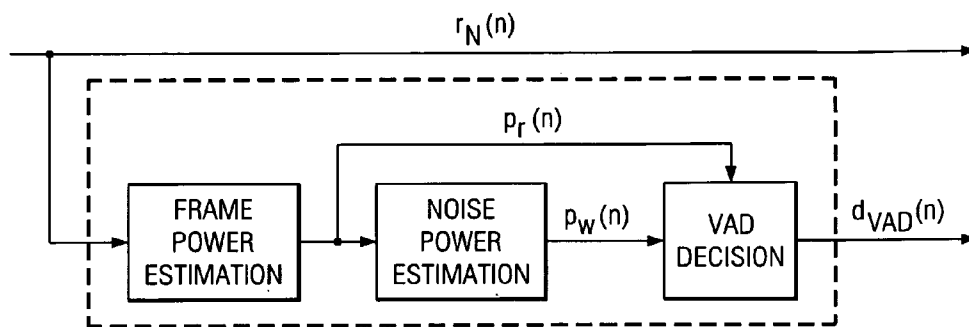 r_N(n)
p_r(n)
FRAME
POWER
ESTIMATION
NOISE
POWER
ESTIMATION
p_w(n)
VAD
DECISION
d_VAD(n)